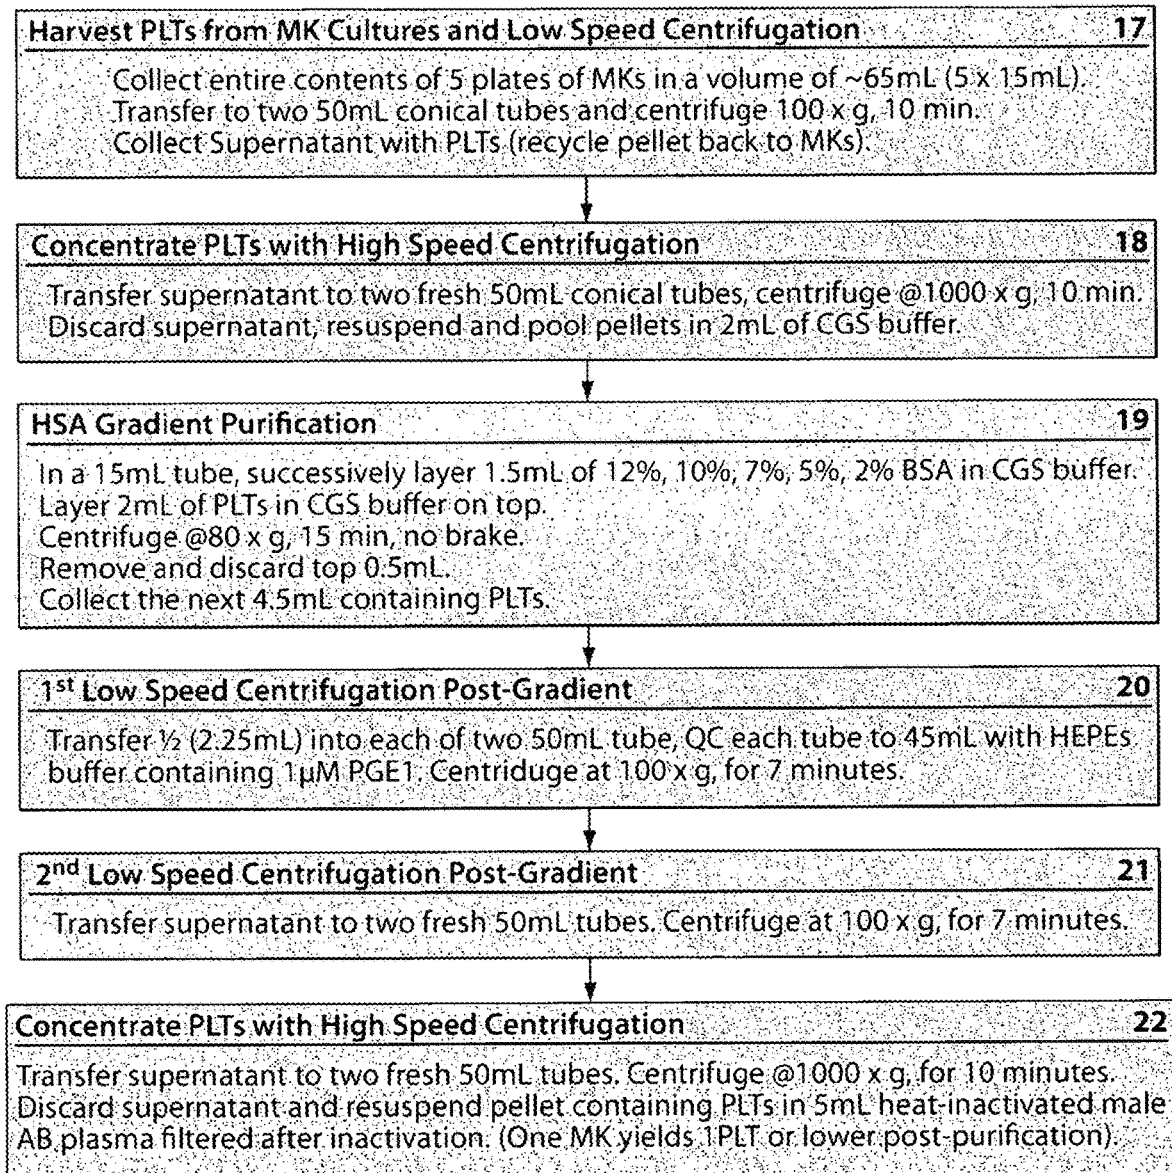 Harvest PLTs from MK Cultures and Low Speed Centrifugation 17
Collect entire contents of 5 plates of MKs in a volume of ~65mL (5 x 15mL).
Transfer to two 50mL conical tubes and centrifuge 100 x g, 10 min.
Collect Supernatant with PLTs (recycle pellet back to MKs).
Concentrate PLTs with High Speed Centrifugation 18
Transfer supernatant to two fresh 50mL conical tubes, centrifuge @1000 x g, 10 min.
Discard supernatant, resuspend and pool pellets in 2mL of CGS buffer.
HSA Gradient Purification 19
In a 15mL tube, successively layer 1.5mL of 12%, 10%, 7%, 5%, 2% BSA in CGS buffer.
Layer 2mL of PLTs in CGS buffer on top.
Centrifuge @80 x g, 15 min, no brake.
Remove and discard top 0.5mL.
Collect the next 4.5mL containing PLTs.
1st Low Speed Centrifugation Post-Gradient 20
Transfer ½ (2.25mL) into each of two 50mL tube, QC each tube to 45mL with HEPEs
buffer containing 1µM PGE1. Centriduge at 100 x g, for 7 minutes.
2nd Low Speed Centrifugation Post-Gradient 21
Transfer supernatant to two fresh 50mL tubes. Centrifuge at 100 x g, for 7 minutes.
Concentrate PLTs with High Speed Centrifugation 22
Transfer supernatant to two fresh 50mL tubes. Centrifuge @1000 x g, for 10 minutes.
Discard supernatant and resuspend pellet containing PLTs in 5mL heat-inactivated male
AB plasma filtered after inactivation. (One MK yields 1PLT or lower post-purification).